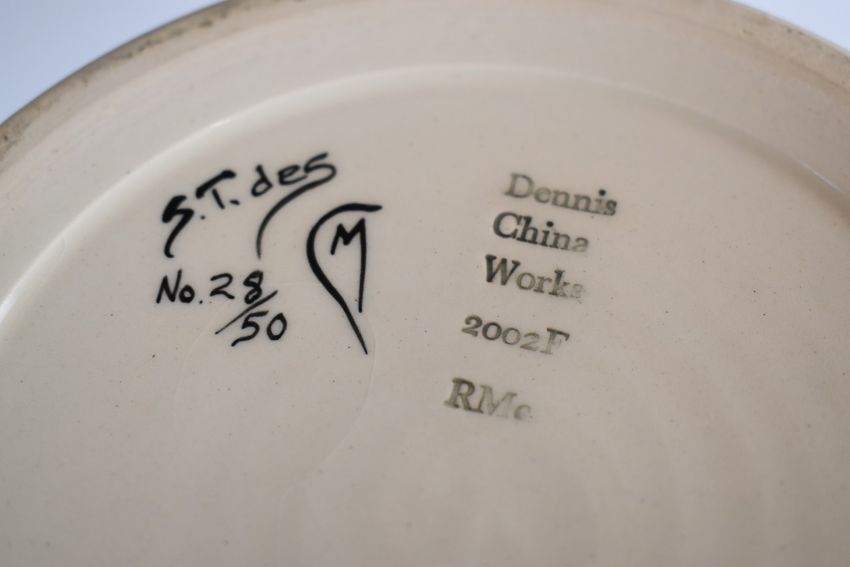 S.T. des
M
No. 28/50
Dennis
China
Works
2002F
RMc